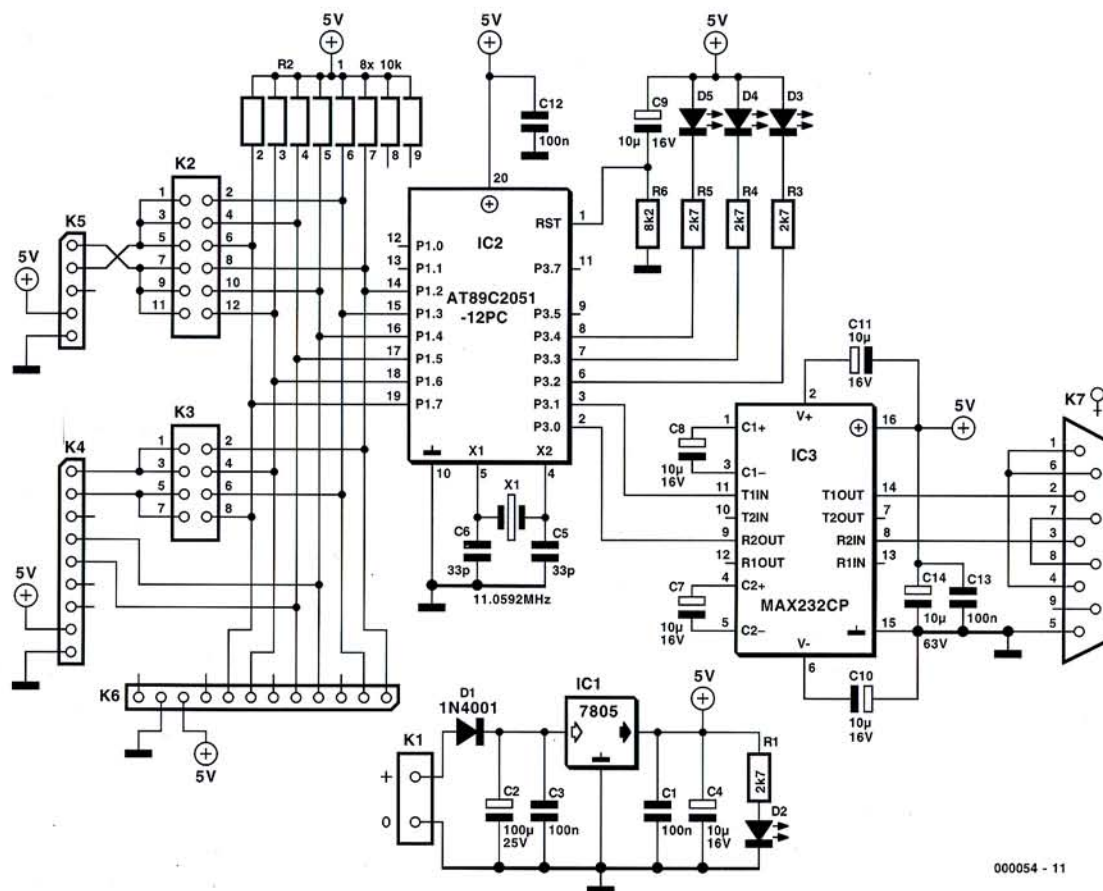 5V
5V
5V
R2 1 8x 10k
2 3 4 5 6 7 8 9
C12
100n
C9
10µ 16V
D5 D4 D3
R6 8k2
R5 2k7
R4 2k7
R3 2k7
K2
1 2
3 4
5 6
7 8
9 10
11 12
K5
5V
20
IC2
AT89C2051
-12PC
RST 1
12 P1.0
13 P1.1
14 P1.2
15 P1.3
16 P1.4
17 P1.5
18 P1.6
19 P1.7
P3.7 11
P3.5 9
P3.4 8
P3.3 7
P3.2 6
P3.1 3
P3.0 2
X1 X2
10 5 4
X1
C6
33p
C5
33p
11.0592MHz
K3
1 2
3 4
5 6
7 8
K4
5V
K6
5V
C11
10µ
16V
2
V+
C8
10µ
16V
1 C1+
3 C1–
11 T1IN
10 T2IN
9 R2OUT
12 R1OUT
4 C2+
5 C2–
IC3
MAX232CP
16
5V
T1OUT 14
T2OUT 7
R2IN 8
R1IN 13
15
V-
6
C7
10µ
16V
C14
10µ
63V
C13
100n
C10
10µ
16V
K7
1
6
2
7
3
8
4
9
5
K1
+
0
D1
1N4001
C2
100µ
25V
C3
100n
IC1
7805
C1
100n
C4
10µ
16V
5V
R1
2k7
D2
000054 - 11